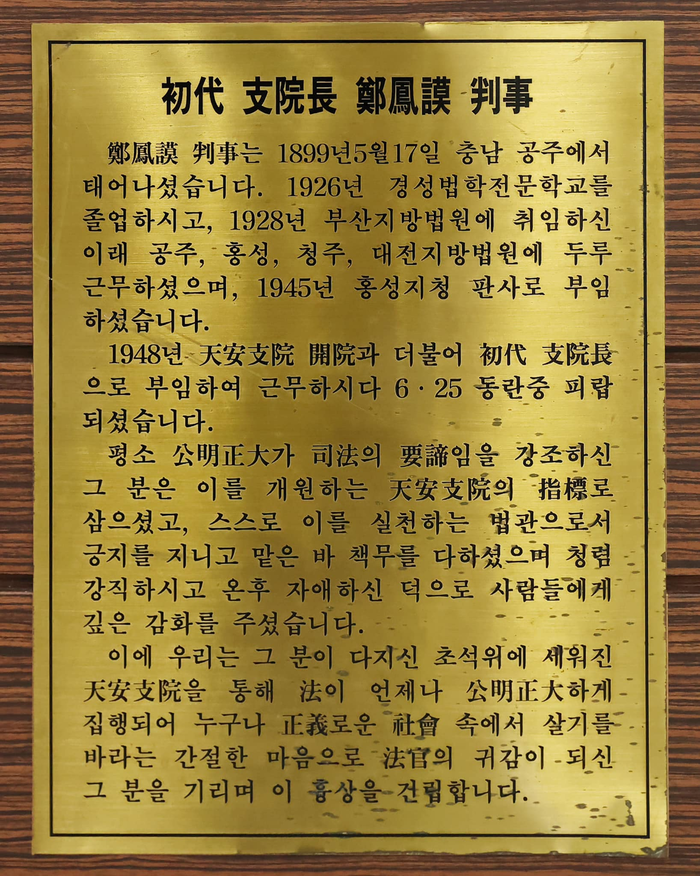 初代 支院長 鄭鳳謨 判事
鄭鳳謨 判事는 1899년5월17일 충남 공주에서
태어나셨습니다. 1926년 경성법학전문학교를
졸업하시고, 1928년 부산지방법원에 취임하신
이래 공주, 홍성, 청주, 대전지방법원에 두루
근무하셨으며, 1945년 홍성지청 판사로 부임
하셨습니다.
1948년 天安支院 開院과 더불어 初代 支院長
으로 부임하여 근무하시다 6·25 동란중 피랍
되셨습니다.
평소 公明正大가 司法의 要諦임을 강조하신
그 분은 이를 개원하는 天安支院의 指標로
삼으셨고, 스스로 이를 실천하는 법관으로서
긍지를 지니고 맡은 바 책무를 다하셨으며 청렴
강직하시고 온후 자애하신 덕으로 사람들에게
깊은 감화를 주셨습니다.
이에 우리는 그 분이 다지신 초석위에 세워진
天安支院을 통해 法이 언제나 公明正大하게
집행되어 누구나 正義로운 社會 속에서 살기를
바라는 간절한 마음으로 法官의 귀감이 되신
그 분을 기리며 이 흉상을 건립합니다.